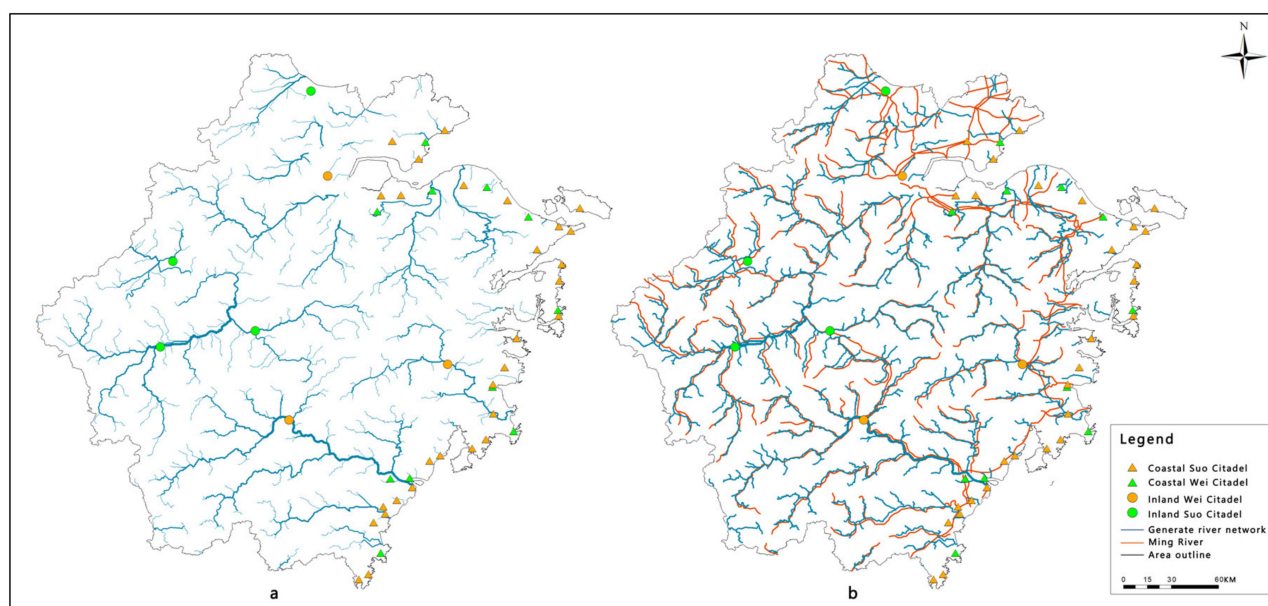 N
Legend
Coastal Suo Citadel
Coastal Wei Citadel
Inland Wei Citadel
Inland Suo Citadel
Generate river network
Ming River
Area outline
0 15 30 60KM
a
b